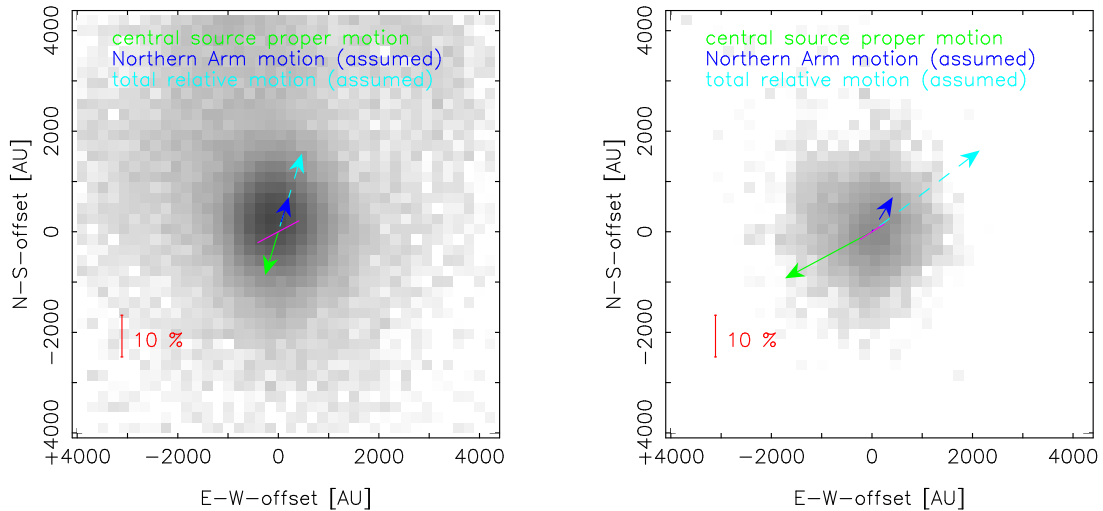 central source proper motion
Northern Arm motion (assumed)
total relative motion (assumed)
4000
2000
0
−2000
−4000
N−S−offset [AU]
10 %
+4000 −2000 0 2000 4000
E−W−offset [AU]
central source proper motion
Northern Arm motion (assumed)
total relative motion (assumed)
4000
2000
0
−2000
−4000
N−S−offset [AU]
10 %
+4000 −2000 0 2000 4000
E−W−offset [AU]